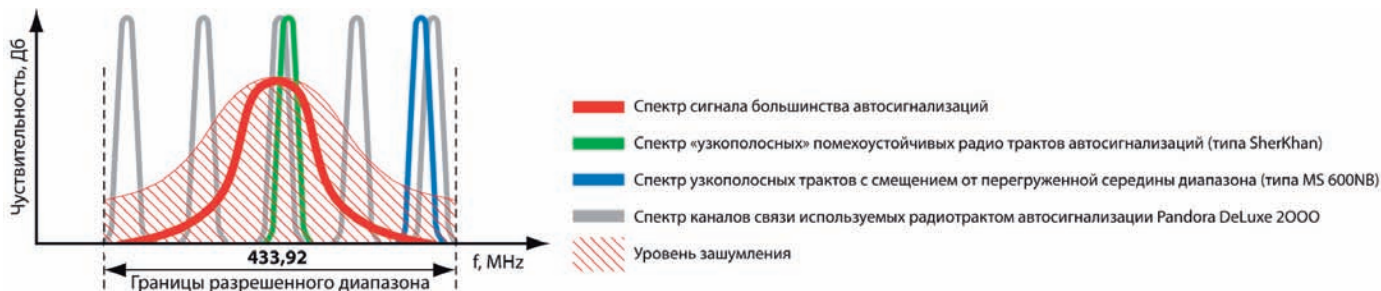 Чуствительность, Дб
433,92
f, MHz
Границы разрешенного диапазона
Спектр сигнала большинства автосигнализаций
Спектр «узкополосных» помехоустойчивых радио трактов автосигнализаций (типа SherKhan)
Спектр узкополосных трактов с смещением от перегруженной середины диапазона (типа MS 600NB)
Спектр каналов связи используемых радиотрактом автосигнализации Pandora DeLuxe 2000
Уровень зашумления